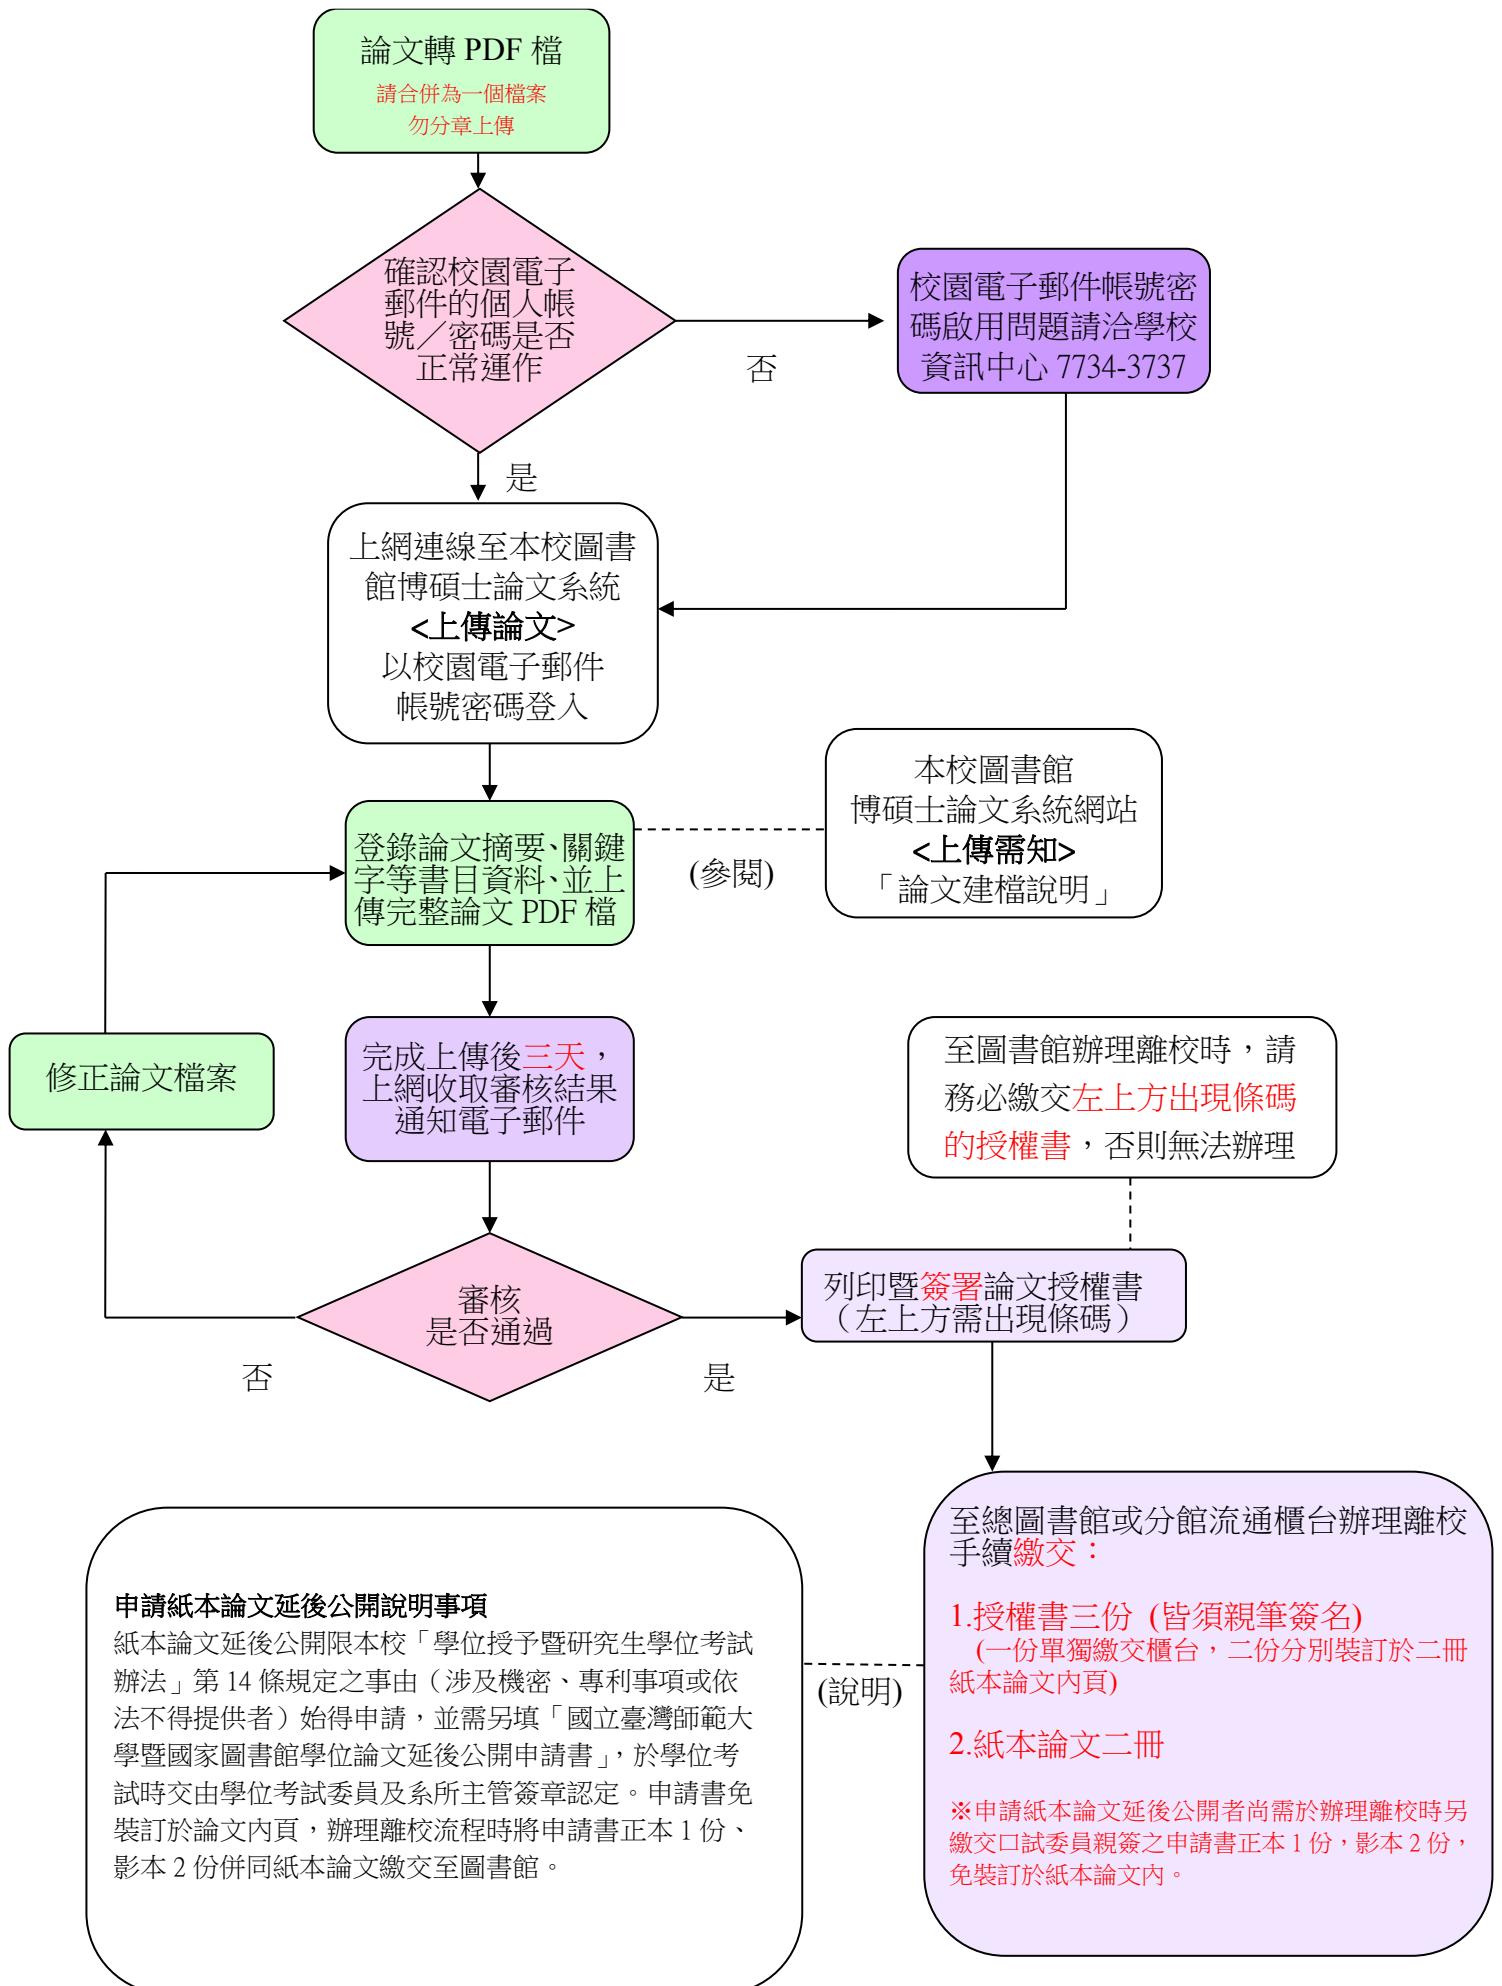 論文轉 PDF 檔
請合併為一個檔案
勿分章上傳
確認校園電子
郵件的個人帳
號／密碼是否
正常運作
校園電子郵件帳號密
碼啟用問題請洽學校
資訊中心 7734-3737
否
是
上網連線至本校圖書
館博碩士論文系統
<上傳論文>
以校園電子郵件
帳號密碼登入
本校圖書館
博碩士論文系統網站
<上傳需知>
「論文建檔說明」
登錄論文摘要、關鍵
字等書目資料、並上
傳完整論文 PDF 檔
(參閱)
修正論文檔案
完成上傳後三天，
上網收取審核結果
通知電子郵件
至圖書館辦理離校時，請
務必繳交左上方出現條碼
的授權書，否則無法辦理
審核
是否通過
列印暨簽署論文授權書
（左上方需出現條碼）
否
是
至總圖書館或分館流通櫃台辦理離校
手續繳交：
1.授權書三份 (皆須親筆簽名)
(一份單獨繳交櫃台，二份分別裝訂於二冊
紙本論文內頁)
2.紙本論文二冊
※申請紙本論文延後公開者尚需於辦理離校時另
繳交口試委員親簽之申請書正本 1 份，影本 2 份，
免裝訂於紙本論文內。
(說明)
申請紙本論文延後公開說明事項
紙本論文延後公開限本校「學位授予暨研究生學位考試
辦法」第 14 條規定之事由（涉及機密、專利事項或依
法不得提供者）始得申請，並需另填「國立臺灣師範大
學暨國家圖書館學位論文延後公開申請書」，於學位考
試時交由學位考試委員及系所主管簽章認定。申請書免
裝訂於論文內頁，辦理離校流程時將申請書正本 1 份、
影本 2 份併同紙本論文繳交至圖書館。